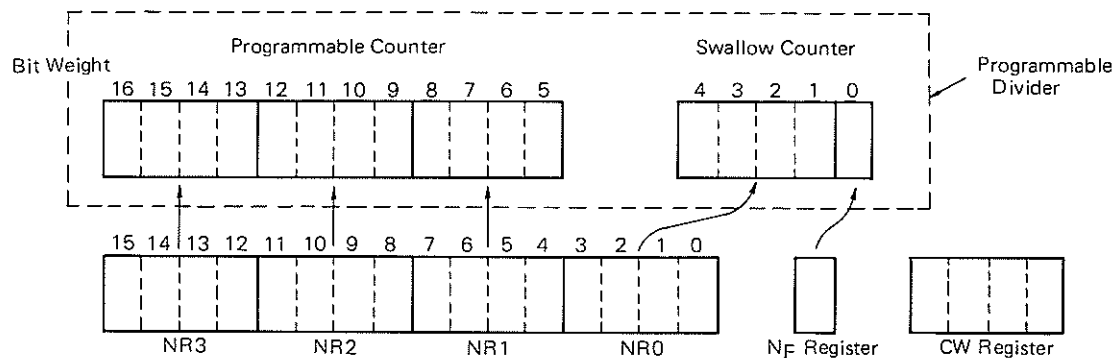 Programmable Counter
Swallow Counter
Bit Weight
Programmable
Divider
16 15 14 13 12 11 10 9 8 7 6 5
4 3 2 1 0
15 14 13 12 11 10 9 8 7 6 5 4 3 2 1 0
NR3 NR2 NR1 NR0 NF Register CW Register